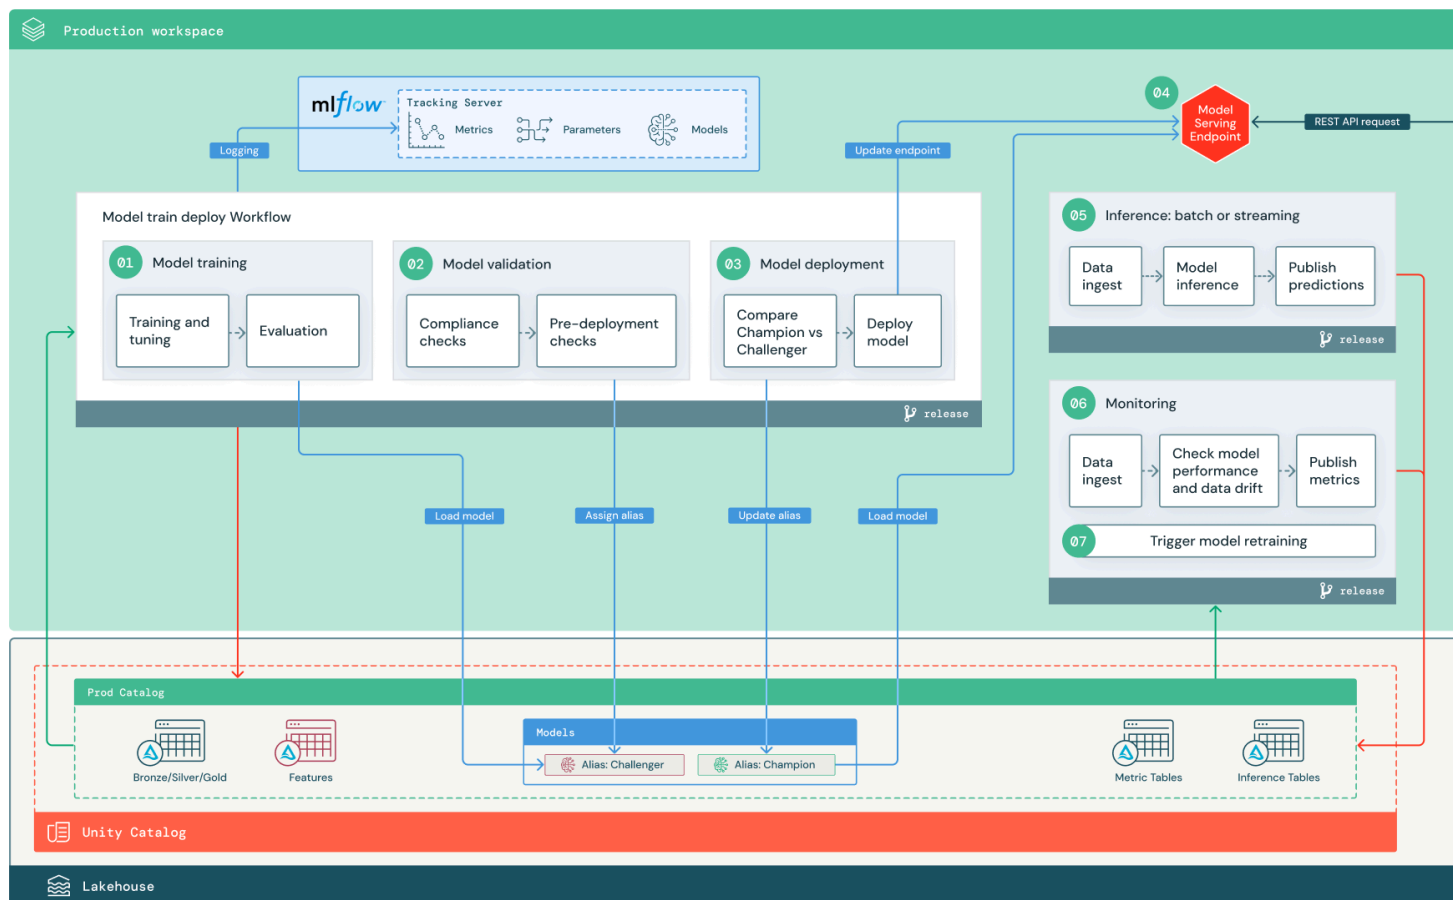 Production workspace
mlflow
Tracking Server
Metrics
Parameters
Models
Logging
Update endpoint
04
Model
Serving
Endpoint
REST API request
Model train deploy Workflow
01
Model training
Training and
tuning
Evaluation
02
Model validation
Compliance
checks
Pre-deployment
checks
03
Model deployment
Compare
Champion vs
Challenger
Deploy
model
release
05
Inference: batch or streaming
Data
ingest
Model
inference
Publish
predictions
release
06
Monitoring
Data
ingest
Check model
performance
and data drift
Publish
metrics
07
Trigger model retraining
release
Load model
Assign alias
Update alias
Load model
Prod Catalog
Bronze/Silver/Gold
Features
Models
Alias: Challenger
Alias: Champion
Metric Tables
Inference Tables
Unity Catalog
Lakehouse